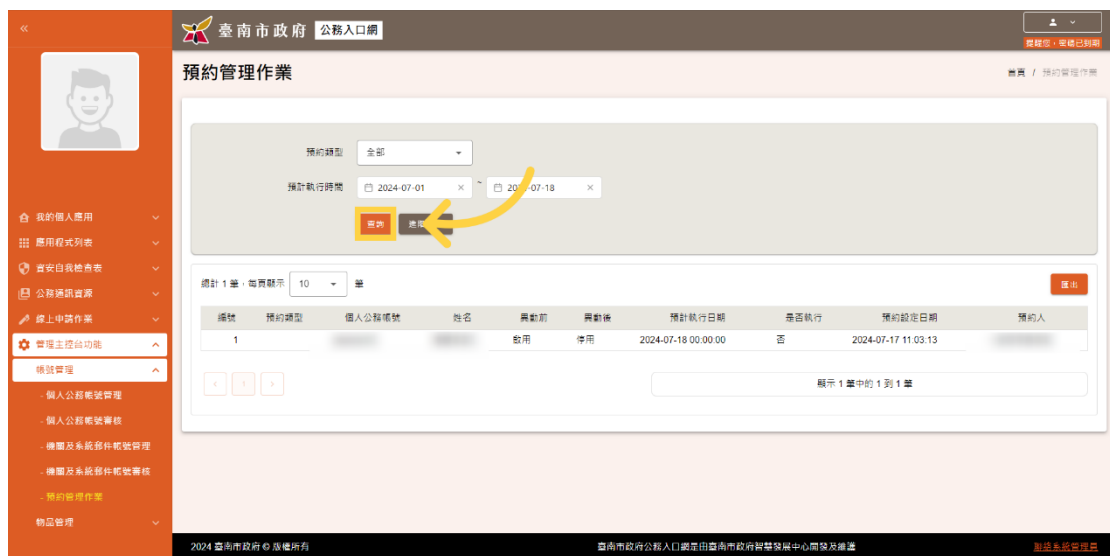 臺南市政府 公務入口網
提醒您，密碼已到期
預約管理作業
首頁 / 預約管理作業
預約類型 全部
預計執行時間 2024-07-01 × ~ × 
查詢
總計 1 筆，每頁顯示 10 筆
匯出
編號 預約類型 個人公務帳號 姓名 異動前 異動後 預計執行日期 是否執行 預約設定日期 預約人
1 啟用 停用 2024-07-18 00:00:00 否 2024-07-17 11:03:13
‹ 1 ›
顯示 1 筆中的 1 到 1 筆
我的個人應用
應用程式列表
資安自我檢查表
公務通訊資源
線上申請作業
管理主控台功能
帳號管理
- 個人公務帳號管理
- 個人公務帳號審核
- 機關及系統郵件帳號管理
- 機關及系統郵件帳號審核
- 預約管理作業
物品管理
2024 臺南市政府 © 版權所有
臺南市政府公務入口網是由臺南市政府智慧發展中心開發及維護
聯絡系統管理員